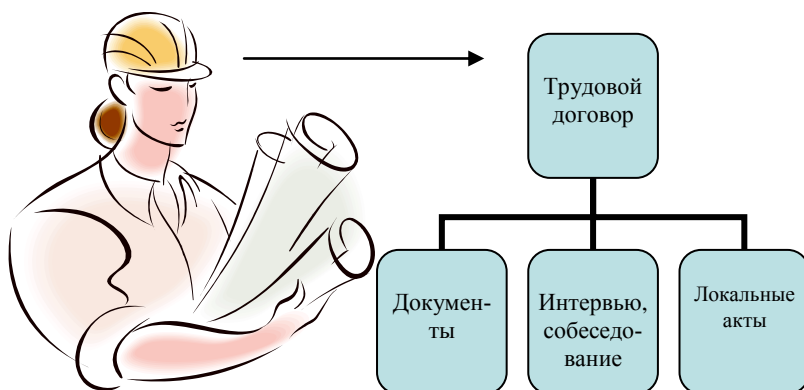 Трудовой
договор
Докумен-
ты
Интервью,
собеседо-
вание
Локальные
акты